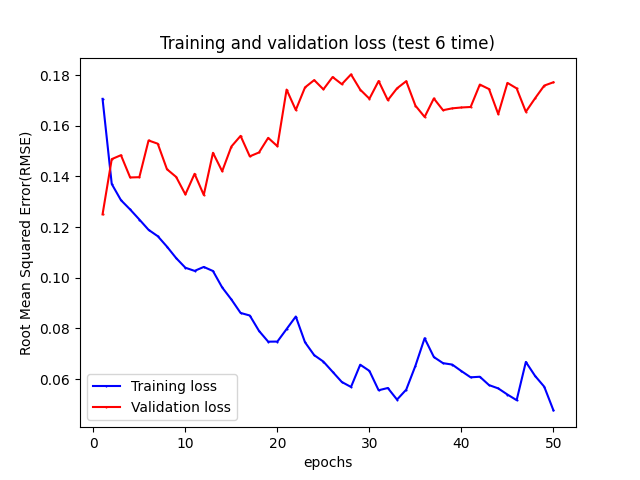 Training and validation loss (test 6 time)
Root Mean Squared Error(RMSE)
0.18
0.16
0.14
0.12
0.10
0.08
0.06
Training loss
Validation loss
0
10
20
30
40
50
epochs